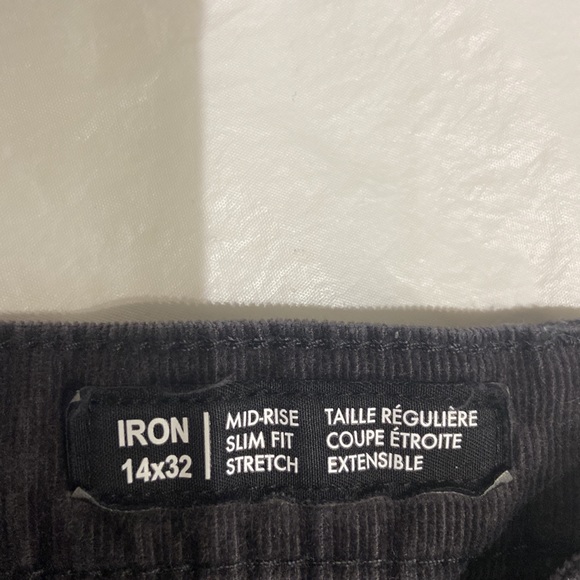 IRON
14x32
MID-RISE
SLIM FIT
STRETCH
TAILLE RÉGULIÈRE
COUPE ÉTROITE
EXTENSIBLE